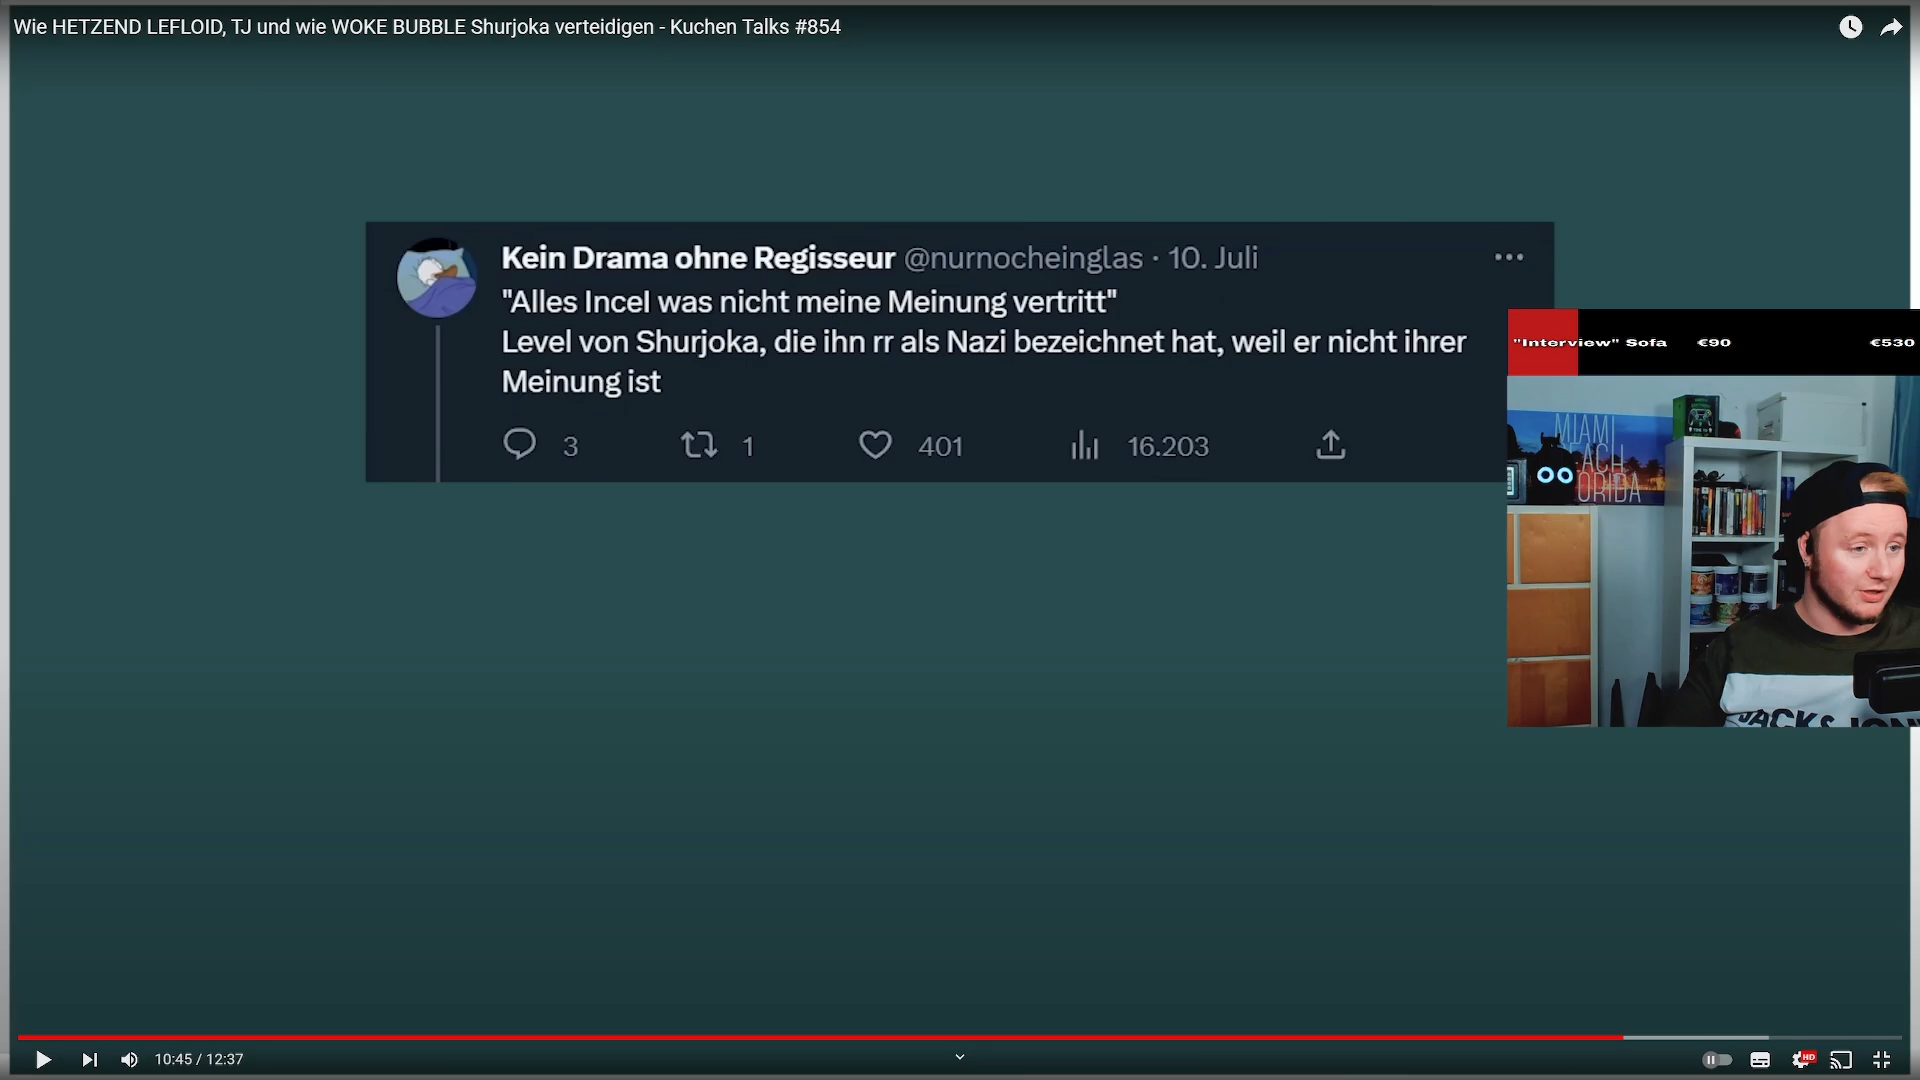 Wie HETZEND LEFLOID, TJ und wie WOKE BUBBLE Shurjoka verteidigen - Kuchen Talks #854
Kein Drama ohne Regisseur @nurnocheinglas · 10. Juli
"Alles Incel was nicht meine Meinung vertritt"
Level von Shurjoka, die ihn rr als Nazi bezeichnet hat, weil er nicht ihrer
Meinung ist
3 1 401 16.203
"Interview" Sofa €90 €530
MIAMI
ORIDA
10:45 / 12:37
HD